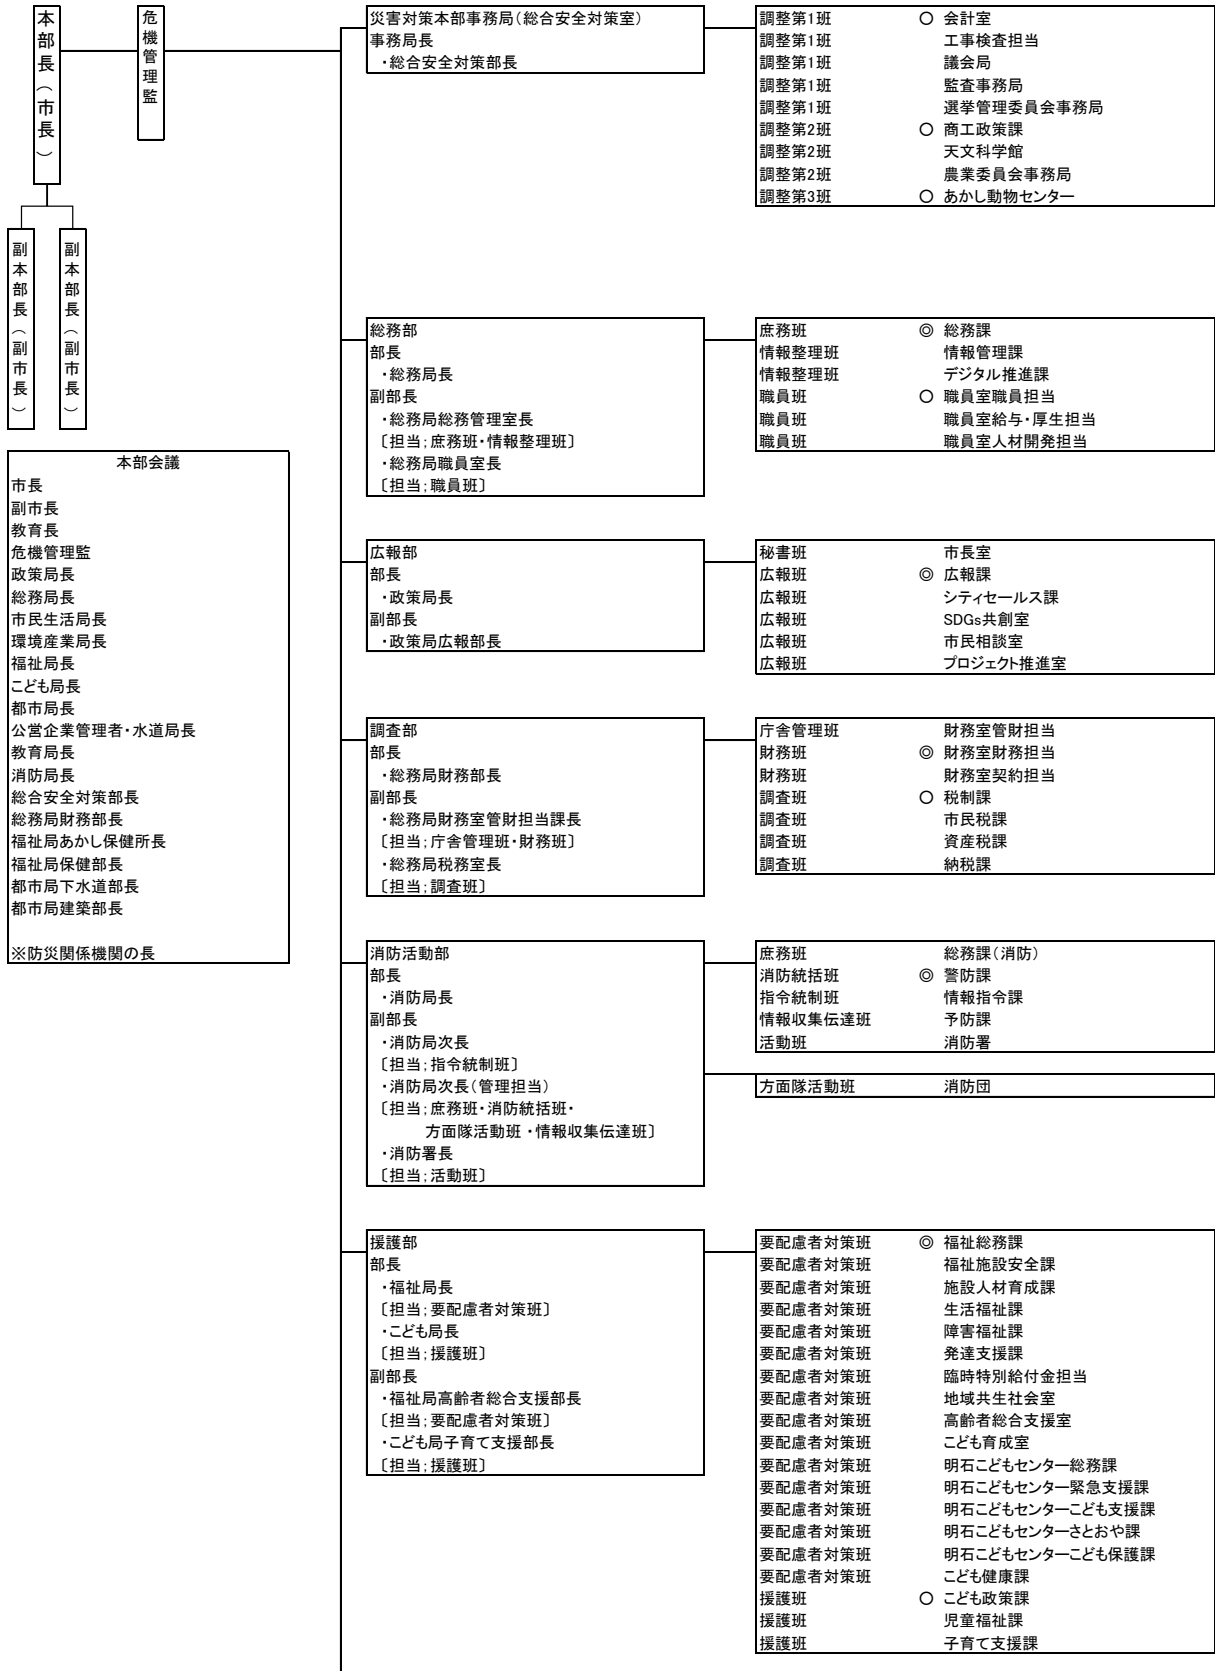 本部長（市長）
危機管理監
副本部長（副市長）
副本部長（副市長）
本部会議
市長
副市長
教育長
危機管理監
政策局長
総務局長
市民生活局長
環境産業局長
福祉局長
こども局長
都市局長
公営企業管理者・水道局長
教育局長
消防局長
総合安全対策部長
総務局財務部長
福祉局あかし保健所長
福祉局保健部長
都市局下水道部長
都市局建築部長
※防災関係機関の長
災害対策本部事務局（総合安全対策室）
事務局長
・総合安全対策部長
調整第1班 ○ 会計室
調整第1班 工事検査担当
調整第1班 議会局
調整第1班 監査事務局
調整第1班 選挙管理委員会事務局
調整第2班 ○ 商工政策課
調整第2班 天文科学館
調整第2班 農業委員会事務局
調整第3班 ○ あかし動物センター
総務部
部長
・総務局長
副部長
・総務局総務管理室長
〔担当；庶務班・情報整理班〕
・総務局職員室長
〔担当；職員班〕
庶務班 ◎ 総務課
情報整理班 情報管理課
情報整理班 デジタル推進課
職員班 ○ 職員室職員担当
職員班 職員室給与・厚生担当
職員班 職員室人材開発担当
広報部
部長
・政策局長
副部長
・政策局広報部長
秘書班 市長室
広報班 ◎ 広報課
広報班 シティセールス課
広報班 SDGs共創室
広報班 市民相談室
広報班 プロジェクト推進室
調査部
部長
・総務局財務部長
副部長
・総務局財務室管財担当課長
〔担当；庁舎管理班・財務班〕
・総務局税務室長
〔担当；調査班〕
庁舎管理班 財務室管財担当
財務班 ◎ 財務室財務担当
財務班 財務室契約担当
調査班 ○ 税制課
調査班 市民税課
調査班 資産税課
調査班 納税課
消防活動部
部長
・消防局長
副部長
・消防局次長
〔担当；指令統制班〕
・消防局次長（管理担当）
〔担当；庶務班・消防統括班・
方面隊活動班・情報収集伝達班〕
・消防署長
〔担当；活動班〕
庶務班 総務課（消防）
消防統括班 ◎ 警防課
指令統制班 情報指令課
情報収集伝達班 予防課
活動班 消防署
方面隊活動班 消防団
援護部
部長
・福祉局長
〔担当；要配慮者対策班〕
・こども局長
〔担当；援護班〕
副部長
・福祉局高齢者総合支援部長
〔担当；要配慮者対策班〕
・こども局子育て支援部長
〔担当；援護班〕
要配慮者対策班 ◎ 福祉総務課
要配慮者対策班 福祉施設安全課
要配慮者対策班 施設人材育成課
要配慮者対策班 生活福祉課
要配慮者対策班 障害福祉課
要配慮者対策班 発達支援課
要配慮者対策班 臨時特別給付金担当
要配慮者対策班 地域共生社会室
要配慮者対策班 高齢者総合支援室
要配慮者対策班 こども育成室
要配慮者対策班 明石こどもセンター総務課
要配慮者対策班 明石こどもセンター緊急支援課
要配慮者対策班 明石こどもセンターこども支援課
要配慮者対策班 明石こどもセンターさとおや課
要配慮者対策班 明石こどもセンターこども保護課
要配慮者対策班 こども健康課
援護班 ○ こども政策課
援護班 児童福祉課
援護班 子育て支援課